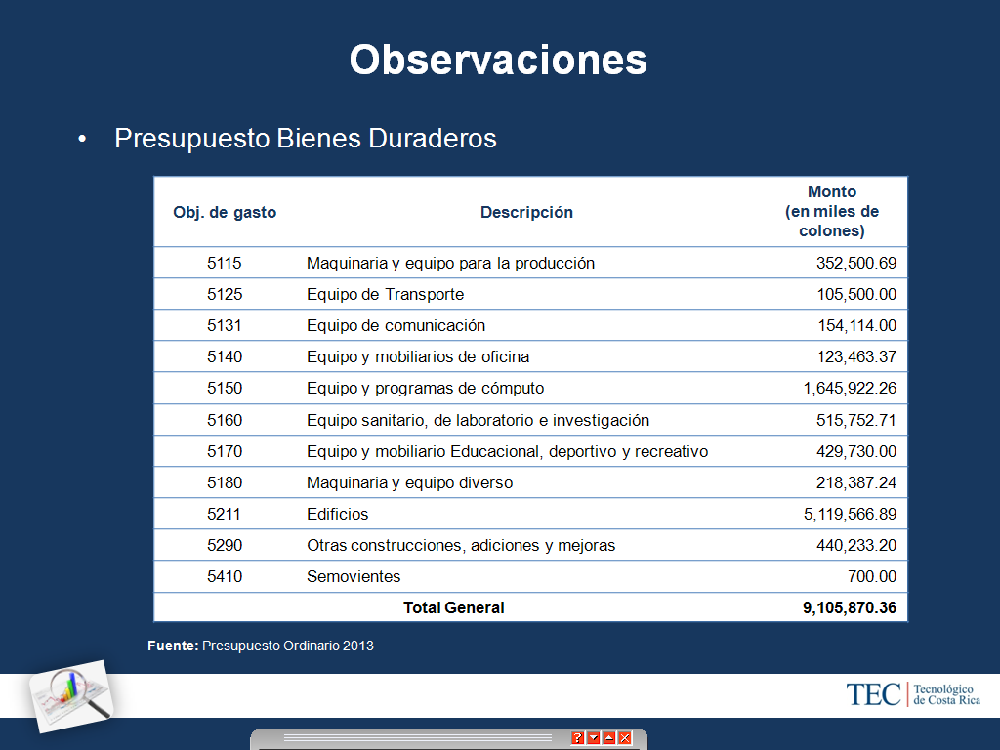 Observaciones
• Presupuesto Bienes Duraderos
Obj. de gasto Descripción Monto (en miles de colones)
5115 Maquinaria y equipo para la producción 352,500.69
5125 Equipo de Transporte 105,500.00
5131 Equipo de comunicación 154,114.00
5140 Equipo y mobiliarios de oficina 123,463.37
5150 Equipo y programas de cómputo 1,645,922.26
5160 Equipo sanitario, de laboratorio e investigación 515,752.71
5170 Equipo y mobiliario Educacional, deportivo y recreativo 429,730.00
5180 Maquinaria y equipo diverso 218,387.24
5211 Edificios 5,119,566.89
5290 Otras construcciones, adiciones y mejoras 440,233.20
5410 Semovientes 700.00
Total General 9,105,870.36
Fuente: Presupuesto Ordinario 2013
TEC Tecnológico
de Costa Rica
?